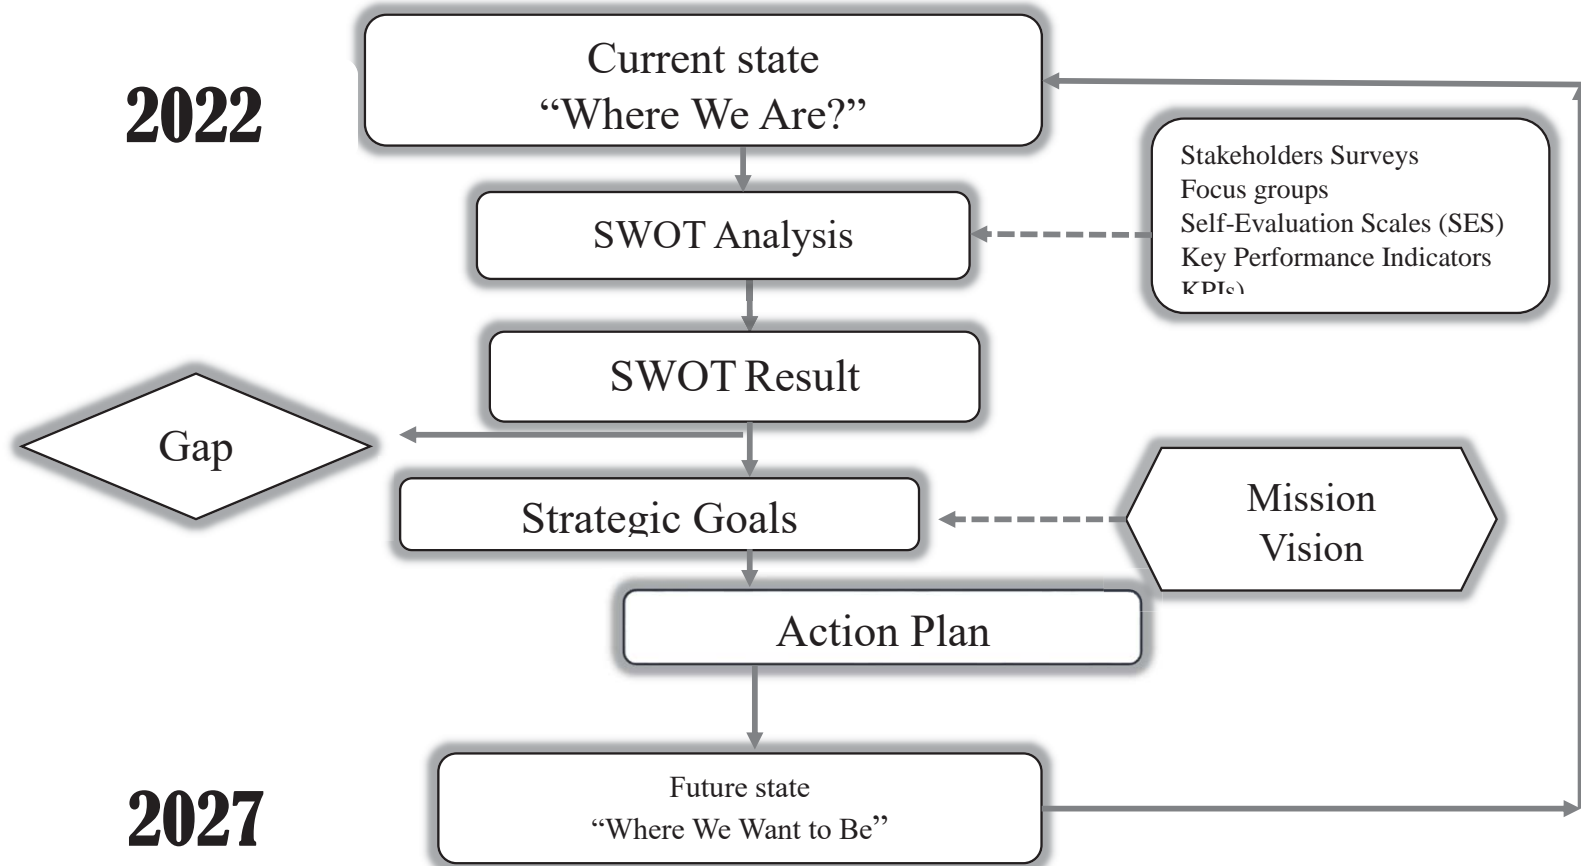 Current state
“Where We Are?”
2022
Stakeholders Surveys
Focus groups
Self-Evaluation Scales (SES)
Key Performance Indicators
KPIs)
SWOT Analysis
SWOT Result
Gap
Strategic Goals
Mission
Vision
Action Plan
Future state
“Where We Want to Be”
2027